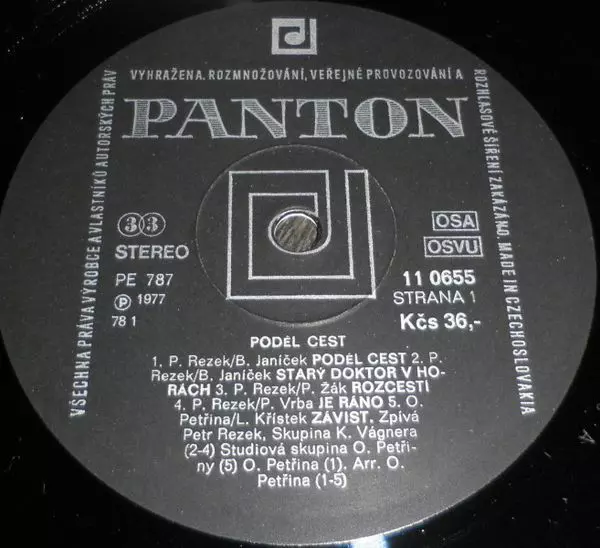 VŠECHNA PRÁVA VÝROBCE A VLASTNÍKŮ AUTORSKÝCH PRÁV
VYHRAŽENA. ROZMNOŽOVÁNÍ, VEŘEJNÉ PROVOZOVÁNÍ A
ROZHLASOVÉ ŠÍŘENÍ ZAKÁZÁNO. MADE IN CZECHOSLOVAKIA
PANTON
33
STEREO
PE 787
Ⓟ 1977
78 1
OSA
OSVU
11 0655
STRANA 1
Kčs 36,-
PODÉL CEST
1. P. Rezek/B. Janíček PODÉL CEST 2. P.
Rezek/B. Janíček STARÝ DOKTOR V HO-
RÁCH 3. P. Rezek/P. Žák ROZCESTÍ
4. P. Rezek/P. Vrba JE RÁNO 5. O.
Petřina/L. Křístek ZÁVIST. Zpívá
Petr Rezek, Skupina K. Vágnera
(2-4) Studiová skupina O. Petři-
ny (5) O. Petřina (1). Arr. O.
Petřina (1-5)